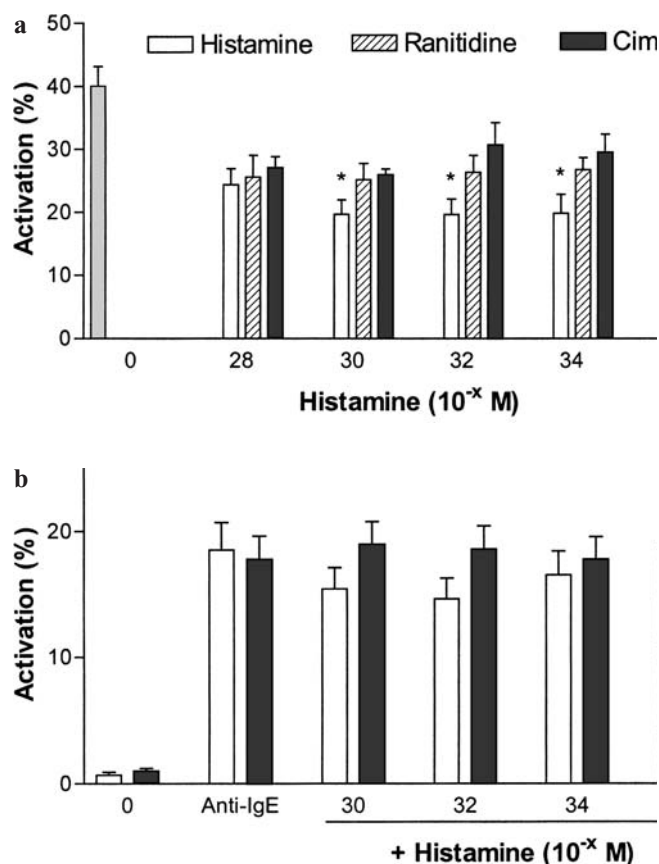 a
Histamine Ranitidine Cim
50
40
30
20
10
0
Activation (%)
* * *
0 28 30 32 34
Histamine (10⁻ˣ M)
b
20
10
0
Activation (%)
0 Anti-IgE 30 32 34
+ Histamine (10⁻ˣ M)